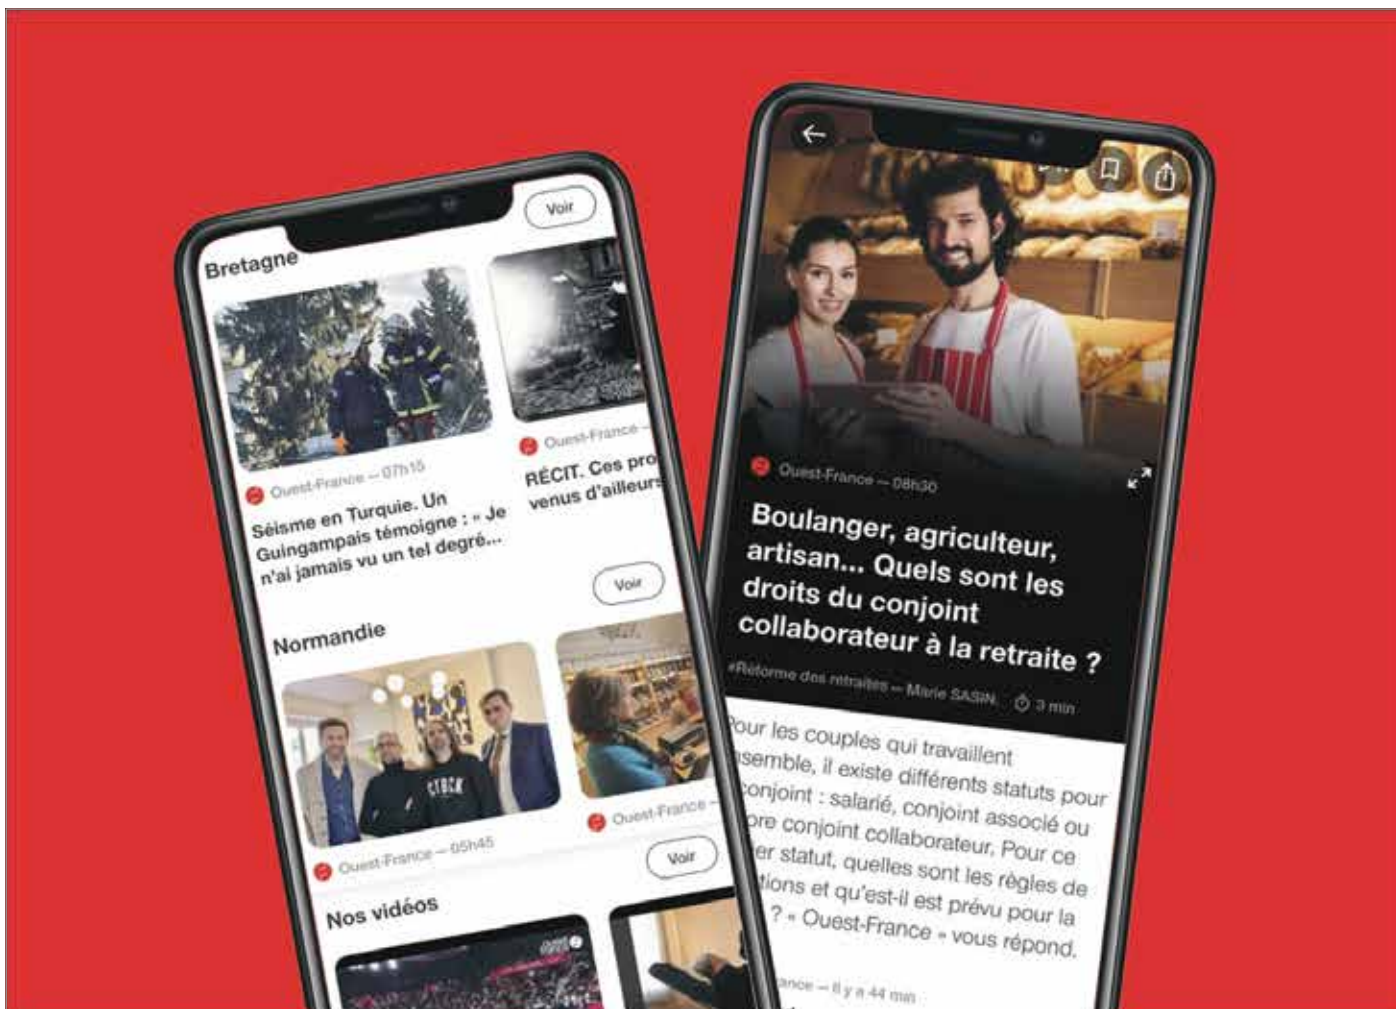 Voir
Bretagne
Ouest-France — 07h15
Séisme en Turquie. Un
Guingampais témoigne : « Je
n'ai jamais vu un tel degré...
Ouest-France –
RÉCIT. Ces pro
venus d'ailleurs
Voir
Normandie
CYBCK
Ouest-France — 05h45
Ouest-France –
Voir
Nos vidéos
Ouest-France — 08h30
Boulanger, agriculteur,
artisan... Quels sont les
droits du conjoint
collaborateur à la retraite ?
#Réforme des retraites — Marie SASIN.
3 min
Pour les couples qui travaillent
ensemble, il existe différents statuts pour
conjoint : salarié, conjoint associé ou
ore conjoint collaborateur. Pour ce
er statut, quelles sont les règles de
tions et qu'est-il est prévu pour la
? « Ouest-France » vous répond.
ance — Il y a 44 min